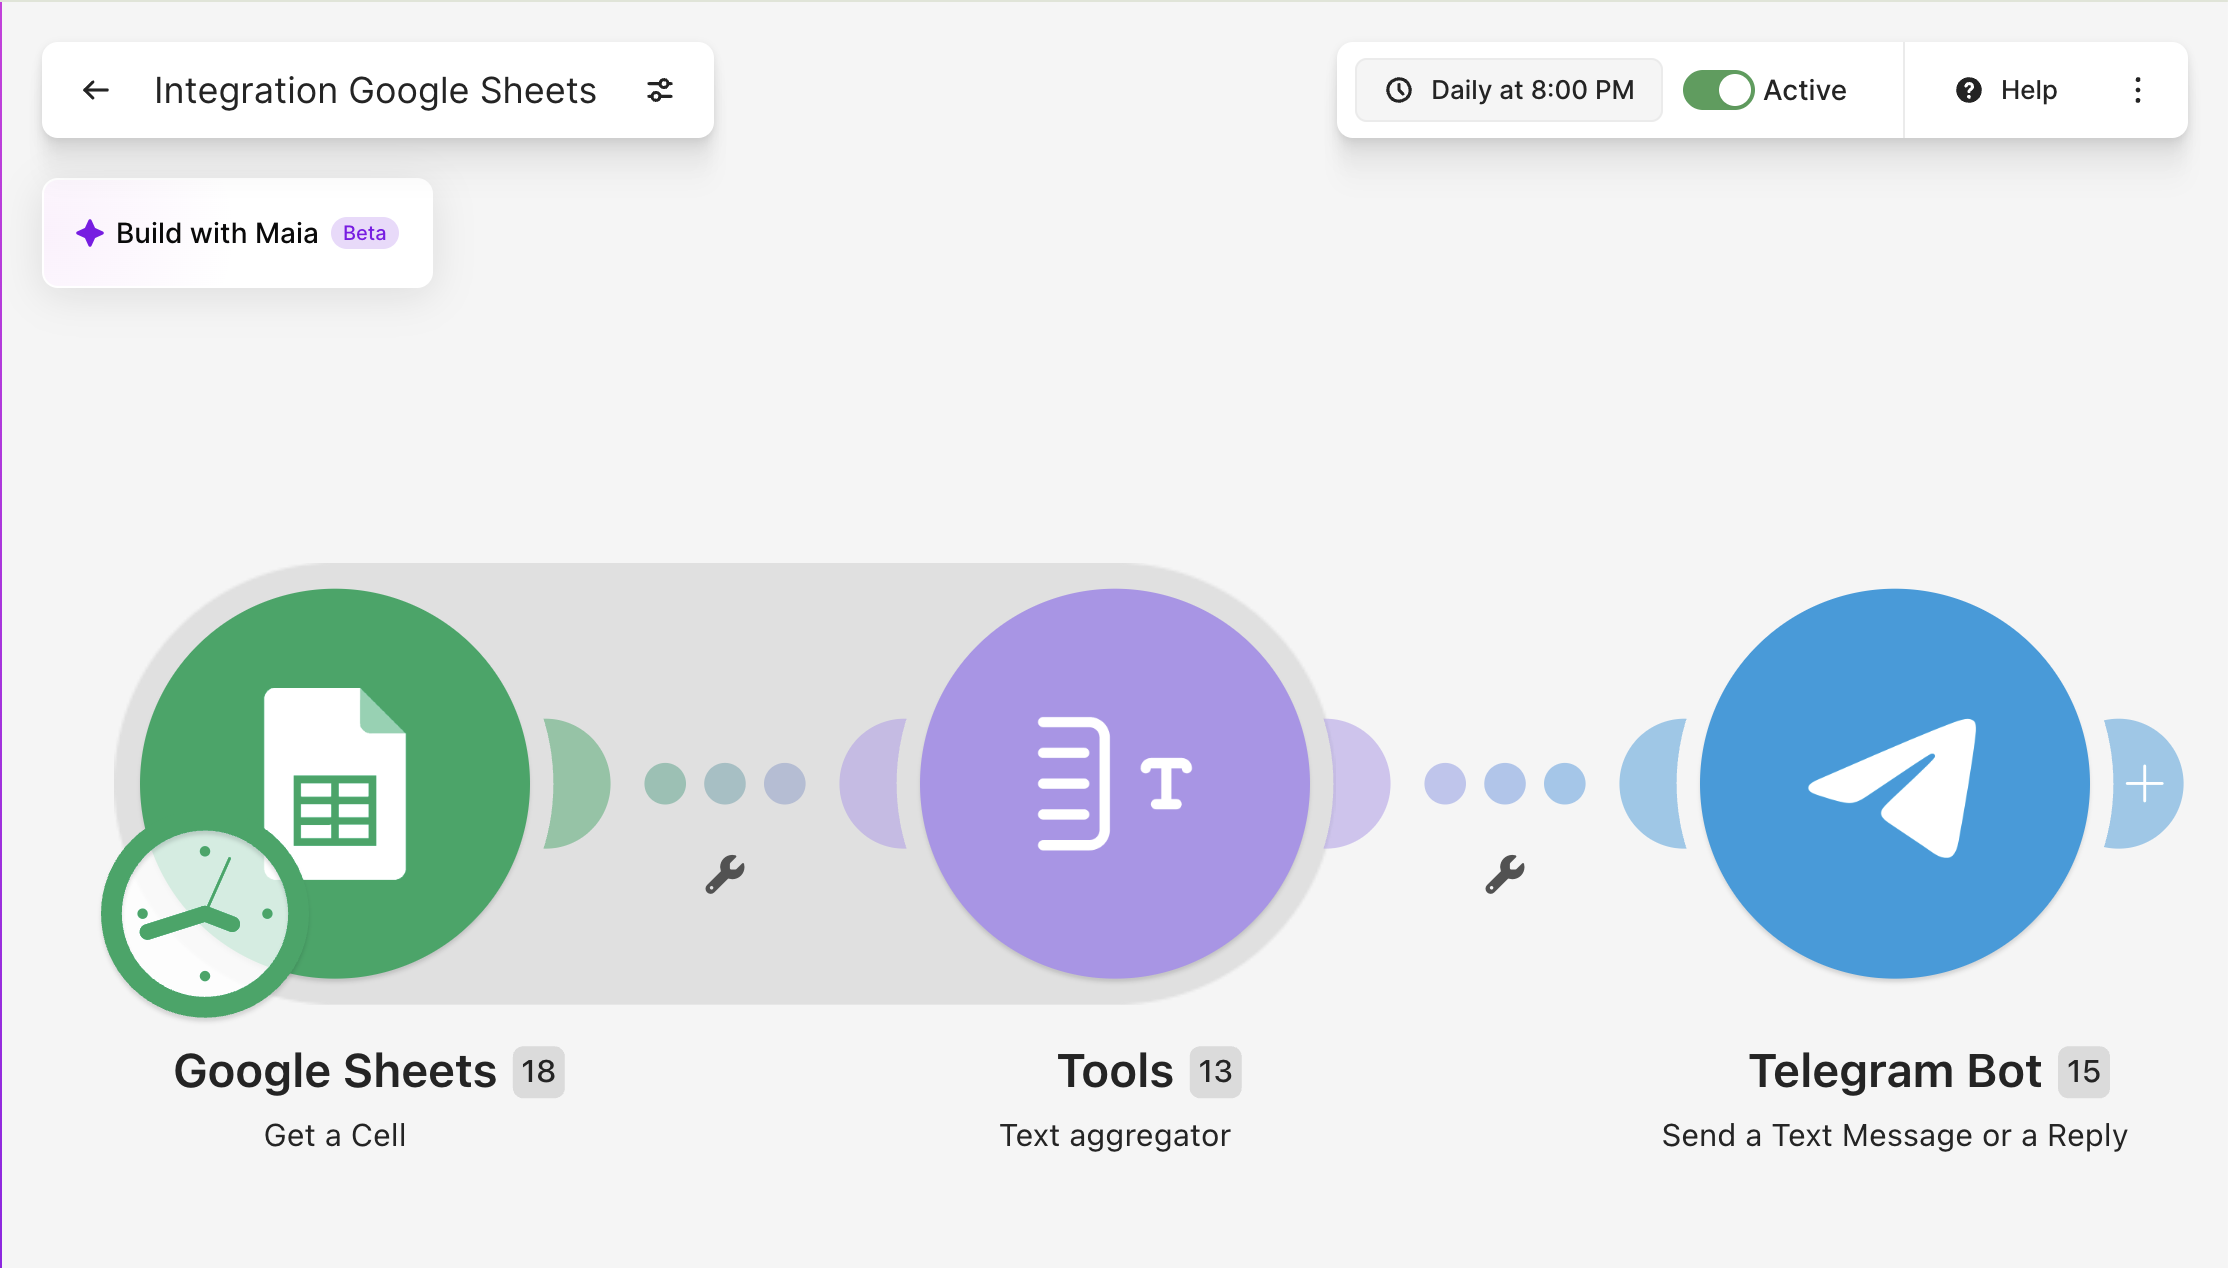 Integration Google Sheets
Daily at 8:00 PM
Active
Help
Build with Maia Beta
Google Sheets 18
Get a Cell
T
Tools 13
Text aggregator
Telegram Bot 15
Send a Text Message or a Reply